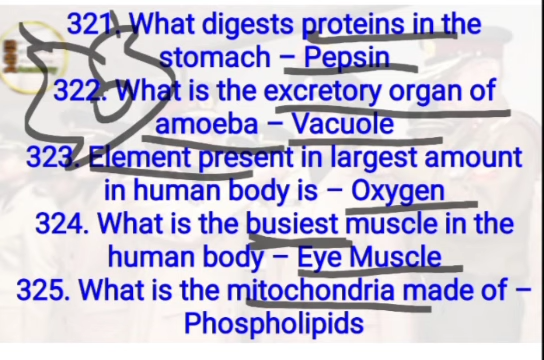 321. What digests proteins in the
stomach – Pepsin
322. What is the excretory organ of
amoeba – Vacuole
323. Element present in largest amount
in human body is – Oxygen
324. What is the busiest muscle in the
human body – Eye Muscle
325. What is the mitochondria made of –
Phospholipids